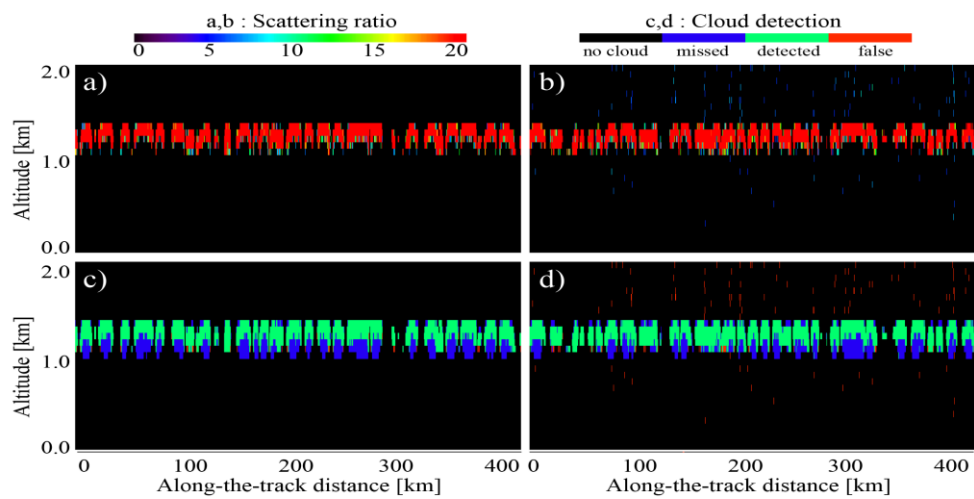 a,b : Scattering ratio
0 5 10 15 20
c,d : Cloud detection
no cloud missed detected false
a)
b)
2.0
1.0
0.0
Altitude [km]
c)
d)
2.0
1.0
0.0
Altitude [km]
0 100 200 300 400
0 100 200 300 400
Along-the-track distance [km]
Along-the-track distance [km]